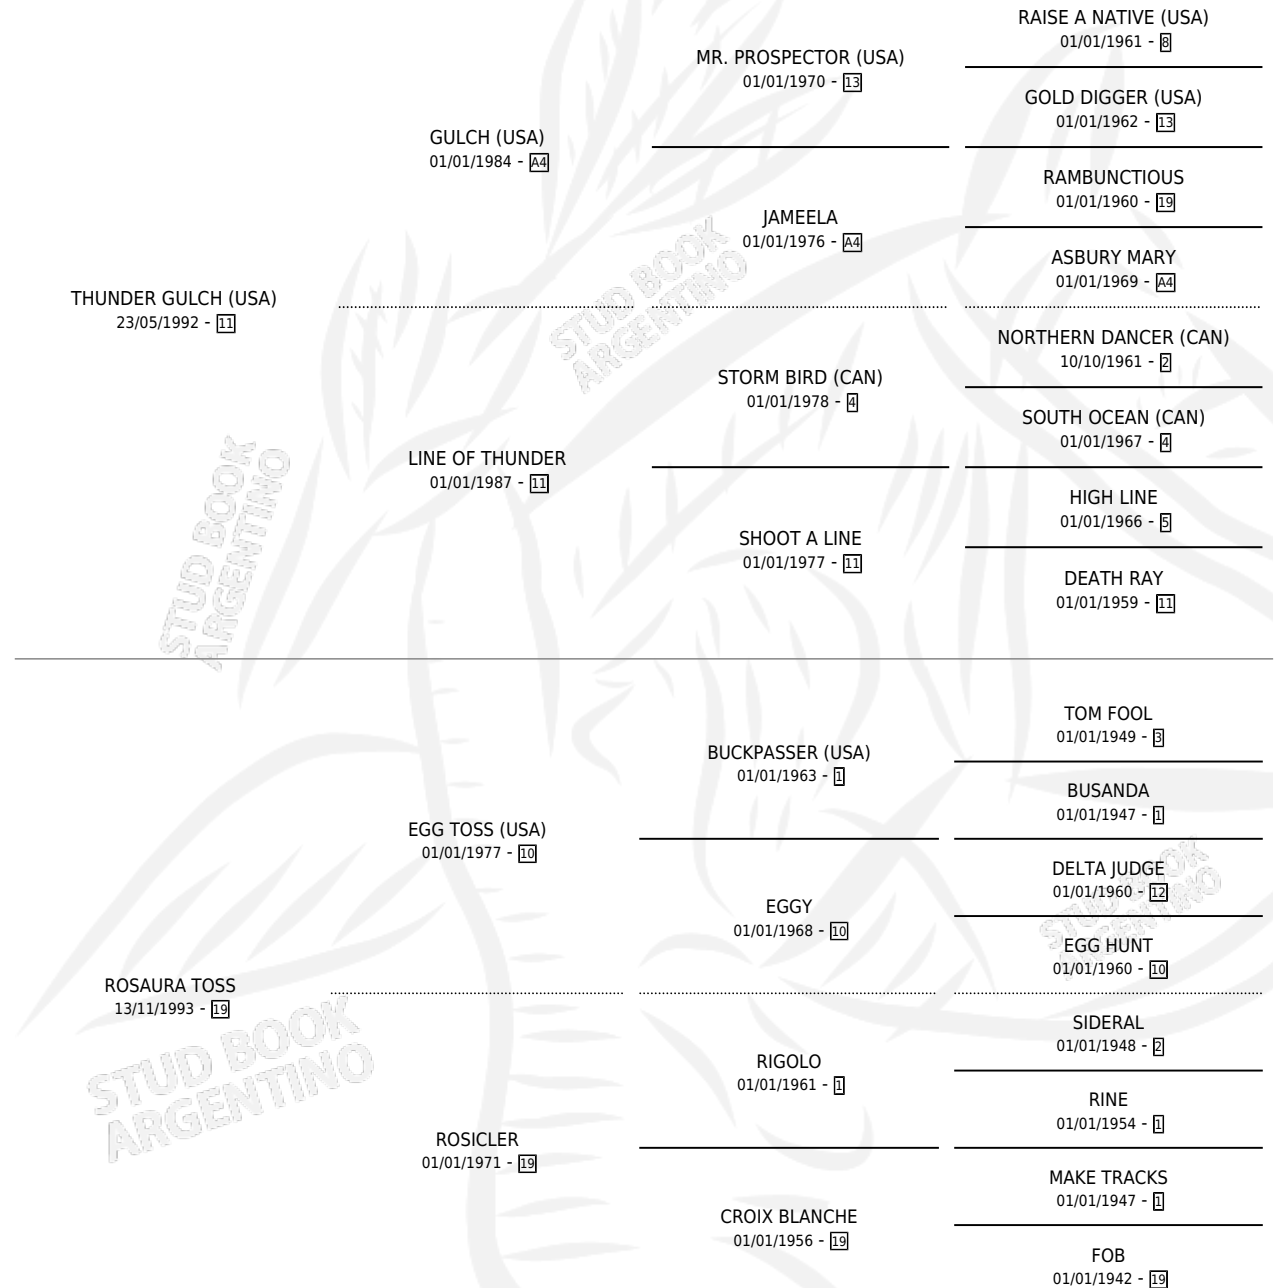 RAISE A NATIVE (USA)
01/01/1961 - 8
MR. PROSPECTOR (USA)
01/01/1970 - 13
GOLD DIGGER (USA)
01/01/1962 - 13
GULCH (USA)
01/01/1984 - A4
RAMBUNCTIOUS
01/01/1960 - 19
JAMEELA
01/01/1976 - A4
ASBURY MARY
01/01/1969 - A4
THUNDER GULCH (USA)
23/05/1992 - 11
STUD BOOK
ARGENTINO
NORTHERN DANCER (CAN)
10/10/1961 - 2
STORM BIRD (CAN)
01/01/1978 - 4
SOUTH OCEAN (CAN)
01/01/1967 - 4
LINE OF THUNDER
01/01/1987 - 11
HIGH LINE
01/01/1966 - 5
SHOOT A LINE
01/01/1977 - 11
DEATH RAY
01/01/1959 - 11
STUD BOOK
ARGENTINO
TOM FOOL
01/01/1949 - 3
BUCKPASSER (USA)
01/01/1963 - 1
BUSANDA
01/01/1947 - 1
EGG TOSS (USA)
01/01/1977 - 10
DELTA JUDGE
01/01/1960 - 12
EGGY
01/01/1968 - 10
EGG HUNT
01/01/1960 - 10
STUD BOOK
ARGENTINO
ROSAURA TOSS
13/11/1993 - 19
SIDERAL
01/01/1948 - 2
RIGOLO
01/01/1961 - 1
RINE
01/01/1954 - 1
STUD BOOK
ARGENTINO
ROSICLER
01/01/1971 - 19
MAKE TRACKS
01/01/1947 - 1
CROIX BLANCHE
01/01/1956 - 19
FOB
01/01/1942 - 19